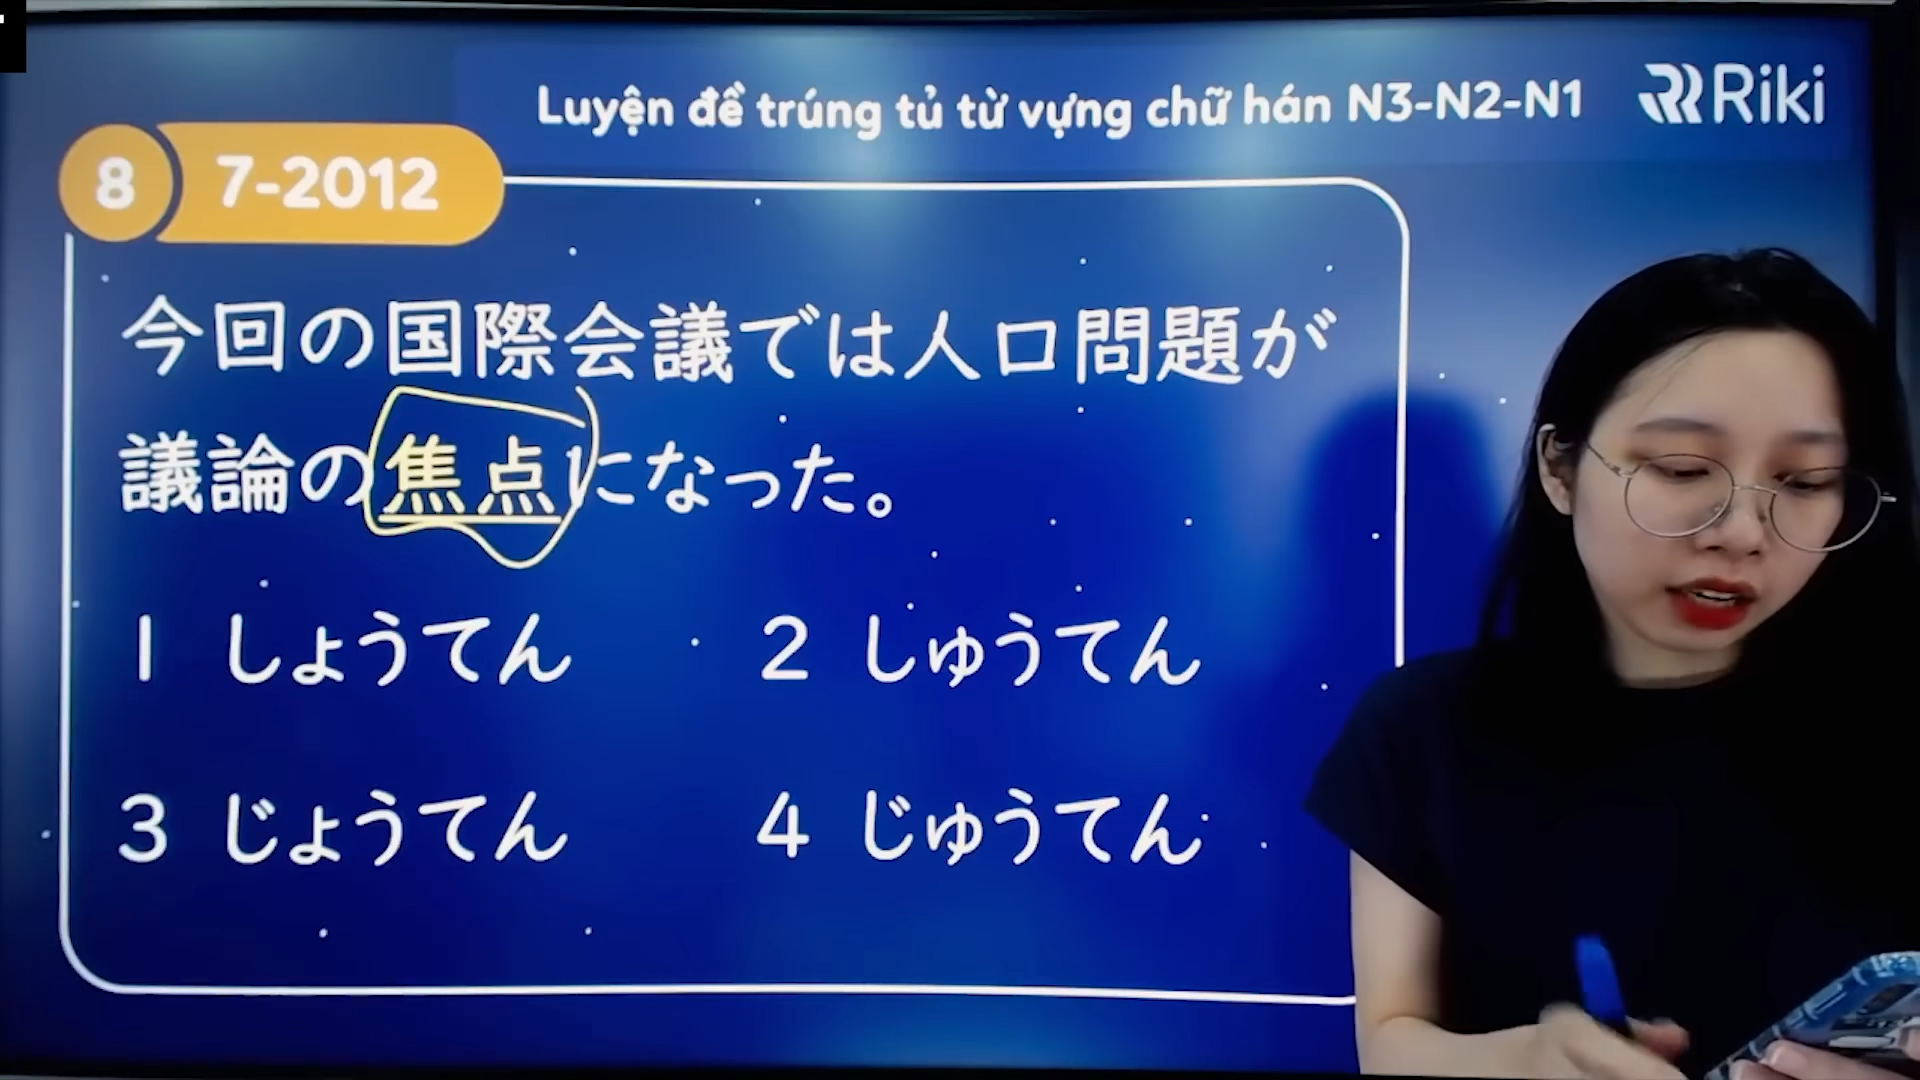 Luyện đề trúng tủ từ vựng chữ hán N3-N2-N1
Riki
8 7-2012
今回の国際会議では人口問題が
議論の焦点になった。
1 しょうてん 2 しゅうてん
3 じょうてん 4 じゅうてん